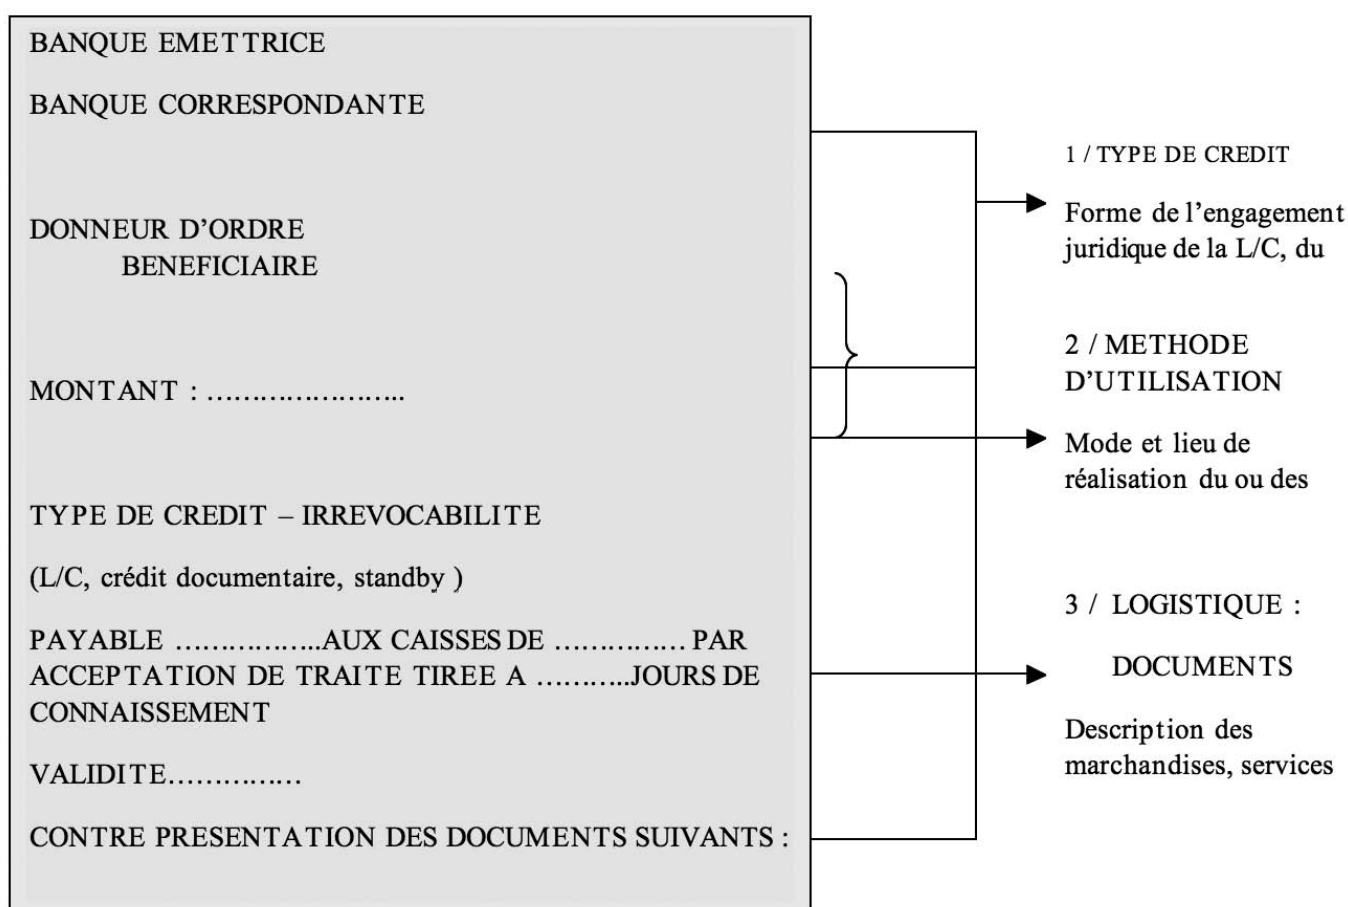 BANQUE EMETTRICE
BANQUE CORRESPONDANTE
DONNEUR D’ORDRE
BENEFICIAIRE
MONTANT : …………………..
TYPE DE CREDIT – IRREVOCABILITE
(L/C, crédit documentaire, standby )
PAYABLE ……………..AUX CAISSES DE …………… PAR
ACCEPTATION DE TRAITE TIREE A ………..JOURS DE
CONNAISSEMENT
VALIDITE……………
CONTRE PRESENTATION DES DOCUMENTS SUIVANTS :
1 / TYPE DE CREDIT
Forme de l’engagement
juridique de la L/C, du
2 / METHODE
D’UTILISATION
Mode et lieu de
réalisation du ou des
3 / LOGISTIQUE :
DOCUMENTS
Description des
marchandises, services